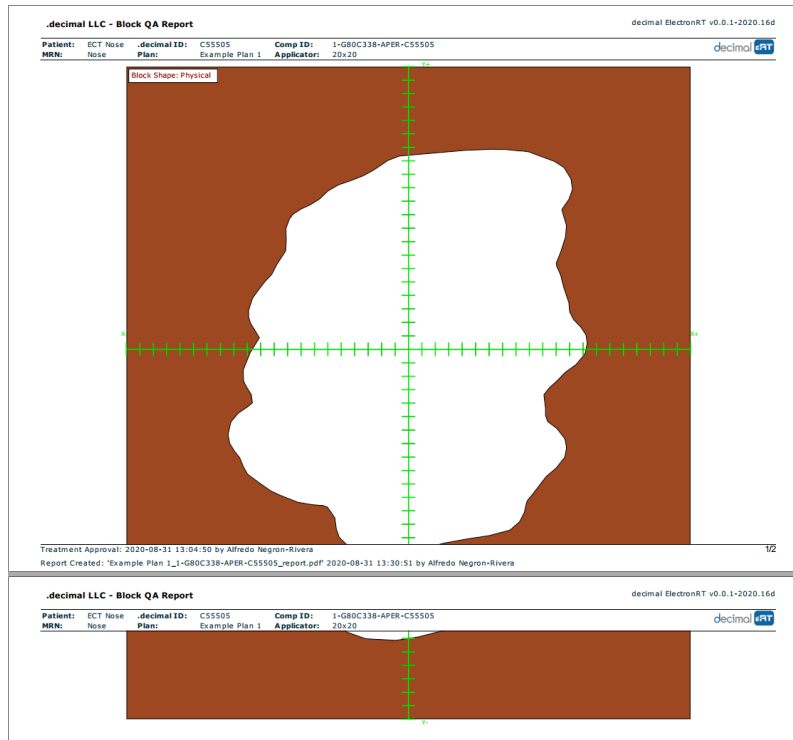 .decimal LLC - Block QA Report
decimal ElectronRT v0.0.1-2020.16d
Patient: ECT Nose .decimal ID: C55505 Comp ID: 1-G80C338-APER-C55505
MRN: Nose Plan: Example Plan 1 Applicator: 20x20
decimal eRT
Y+
Block Shape: Physical
X-
X+
Treatment Approval: 2020-08-31 13:04:50 by Alfredo Negron-Rivera
1/2
Report Created: 'Example Plan 1_1-G80C338-APER-C55505_report.pdf' 2020-08-31 13:30:51 by Alfredo Negron-Rivera
.decimal LLC - Block QA Report
decimal ElectronRT v0.0.1-2020.16d
Patient: ECT Nose .decimal ID: C55505 Comp ID: 1-G80C338-APER-C55505
MRN: Nose Plan: Example Plan 1 Applicator: 20x20
decimal eRT
Y-